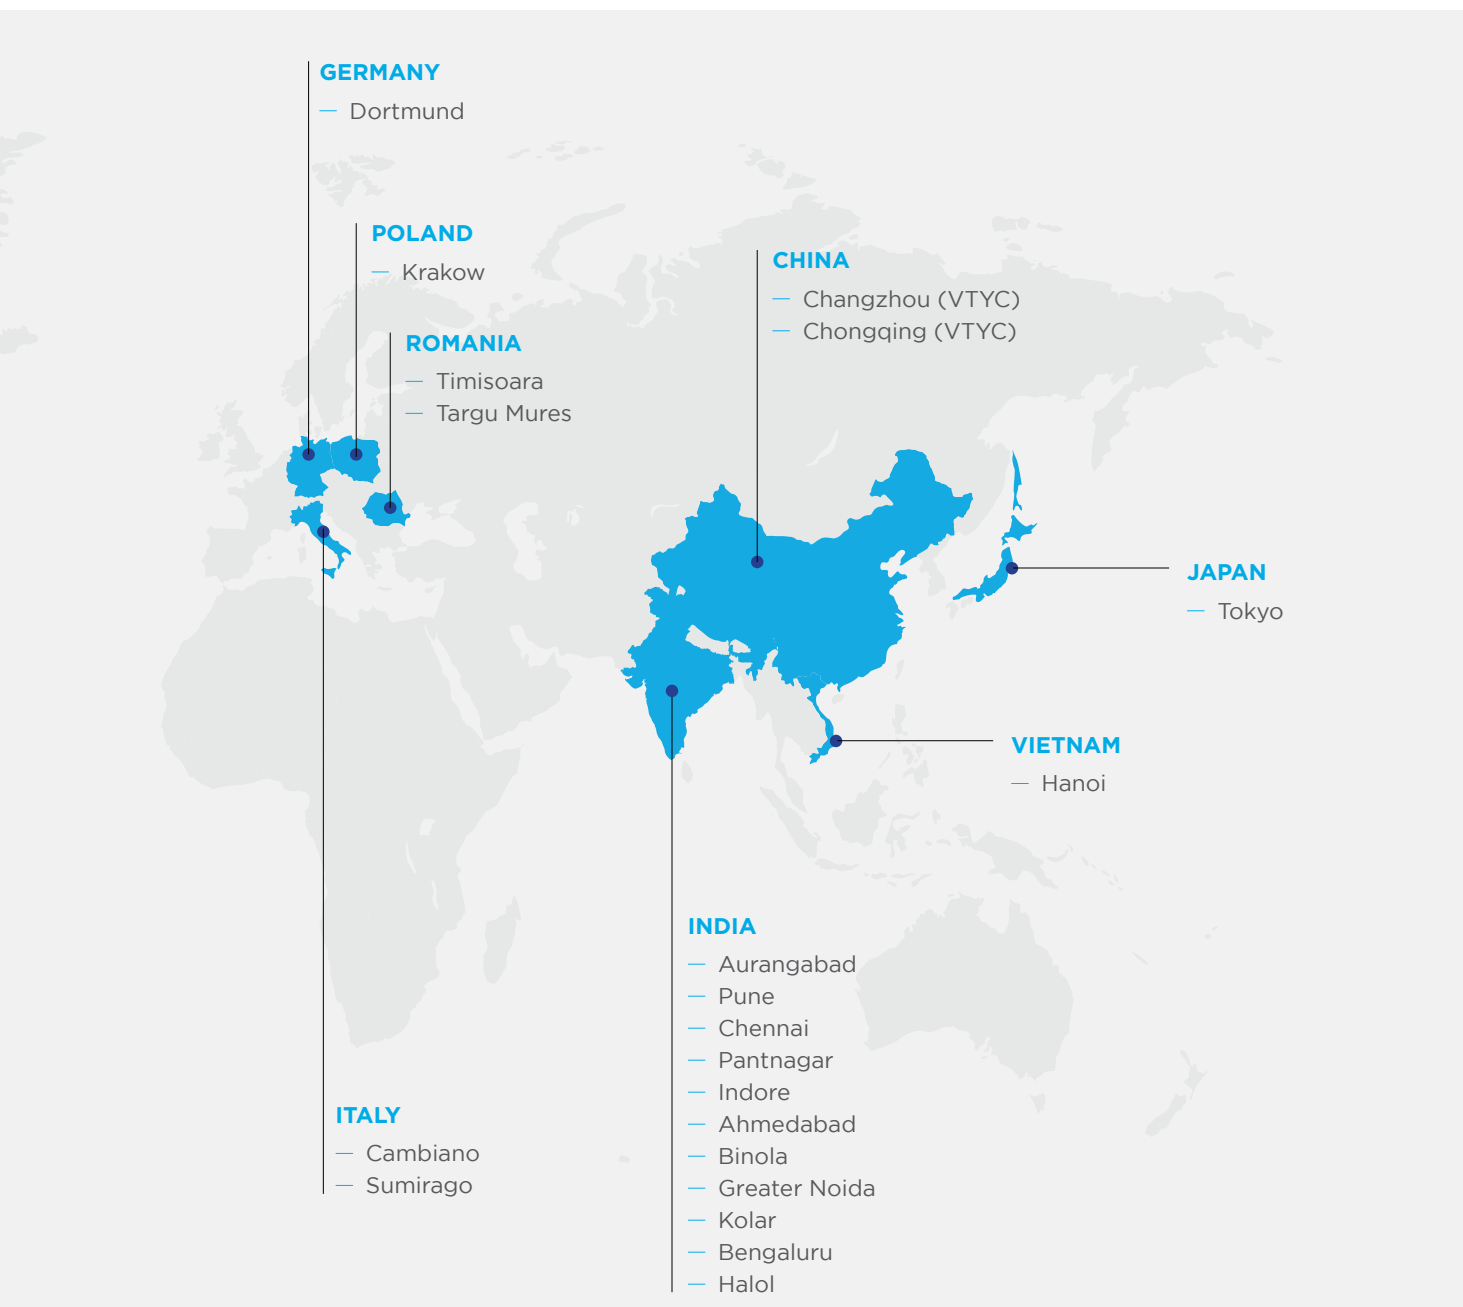 GERMANY
— Dortmund
POLAND
— Krakow
ROMANIA
— Timisoara
— Targu Mures
CHINA
— Changzhou (VTYC)
— Chongqing (VTYC)
JAPAN
— Tokyo
VIETNAM
— Hanoi
INDIA
— Aurangabad
— Pune
— Chennai
— Pantnagar
— Indore
— Ahmedabad
— Binola
— Greater Noida
— Kolar
— Bengaluru
— Halol
ITALY
— Cambiano
— Sumirago